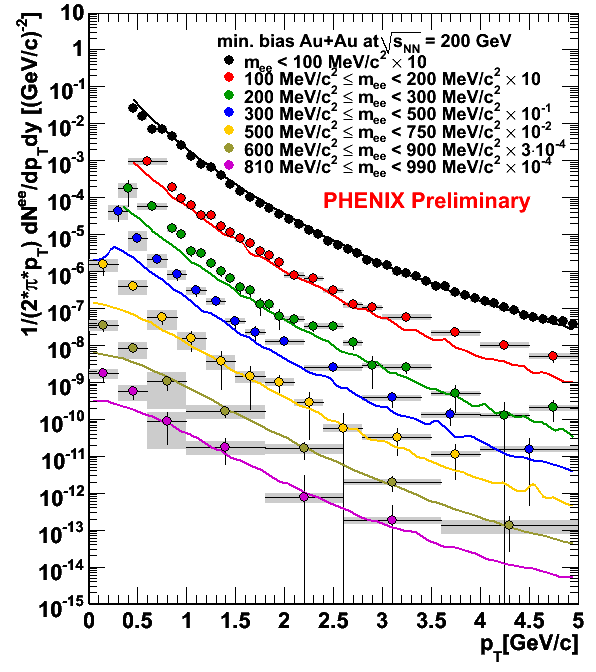 min. bias Au+Au at √s_NN = 200 GeV
m_ee < 100 MeV/c² × 10
100 MeV/c² ≤ m_ee < 200 MeV/c² × 10
200 MeV/c² ≤ m_ee < 300 MeV/c²
300 MeV/c² ≤ m_ee < 500 MeV/c² × 10⁻¹
500 MeV/c² ≤ m_ee < 750 MeV/c² × 10⁻²
600 MeV/c² ≤ m_ee < 900 MeV/c² × 3·10⁻⁴
810 MeV/c² ≤ m_ee < 990 MeV/c² × 10⁻⁴
PHENIX Preliminary
1/(2*π*p_T) dN^ee/dp_T dy [(GeV/c)⁻²]
10
1
10⁻¹
10⁻²
10⁻³
10⁻⁴
10⁻⁵
10⁻⁶
10⁻⁷
10⁻⁸
10⁻⁹
10⁻¹⁰
10⁻¹¹
10⁻¹²
10⁻¹³
10⁻¹⁴
10⁻¹⁵
0 0.5 1 1.5 2 2.5 3 3.5 4 4.5 5
p_T[GeV/c]